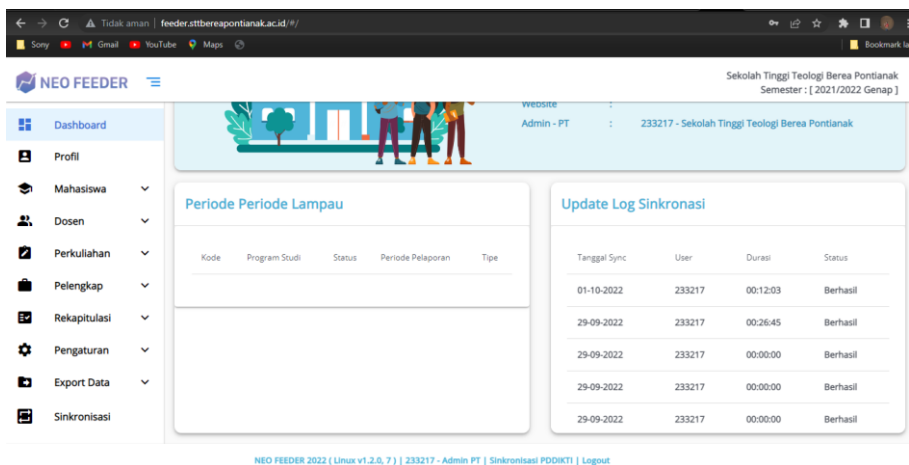 Tidak aman | feeder.sttbereapontianak.ac.id/#/
Sony Gmail YouTube Maps Bookmark la
NEO FEEDER
Sekolah Tinggi Teologi Berea Pontianak
Semester : [ 2021/2022 Genap ]
Dashboard
Profil
Mahasiswa
Dosen
Perkuliahan
Pelengkap
Rekapitulasi
Pengaturan
Export Data
Sinkronisasi
Website :
Admin - PT : 233217 - Sekolah Tinggi Teologi Berea Pontianak
Periode Periode Lampau
Kode Program Studi Status Periode Pelaporan Tipe
Update Log Sinkronasi
Tanggal Sync User Durasi Status
01-10-2022 233217 00:12:03 Berhasil
29-09-2022 233217 00:26:45 Berhasil
29-09-2022 233217 00:00:00 Berhasil
29-09-2022 233217 00:00:00 Berhasil
29-09-2022 233217 00:00:00 Berhasil
NEO FEEDER 2022 ( Linux v1.2.0, 7 ) | 233217 - Admin PT | Sinkronisasi PDDIKTI | Logout